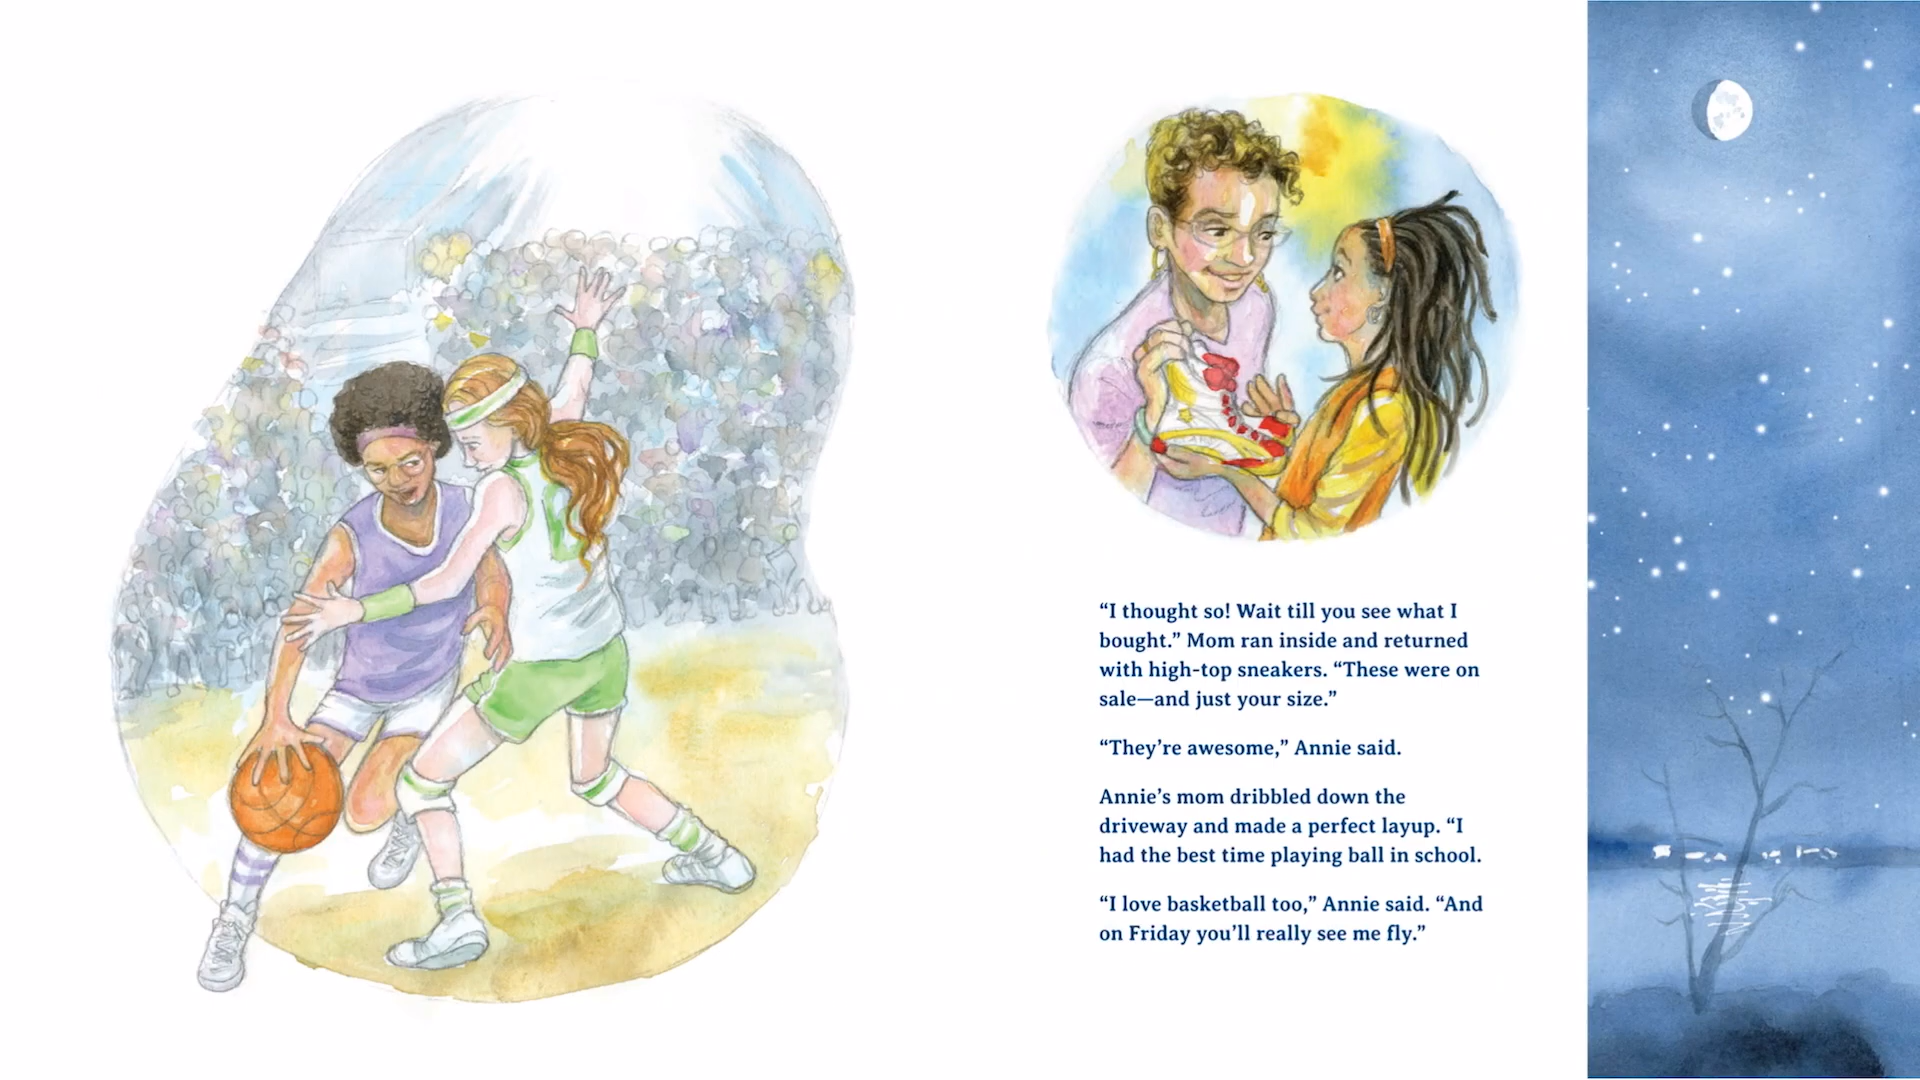 “I thought so! Wait till you see what I
bought.” Mom ran inside and returned
with high-top sneakers. “These were on
sale—and just your size.”
“They’re awesome,” Annie said.
Annie’s mom dribbled down the
driveway and made a perfect layup. “I
had the best time playing ball in school.
“I love basketball too,” Annie said. “And
on Friday you’ll really see me fly.”